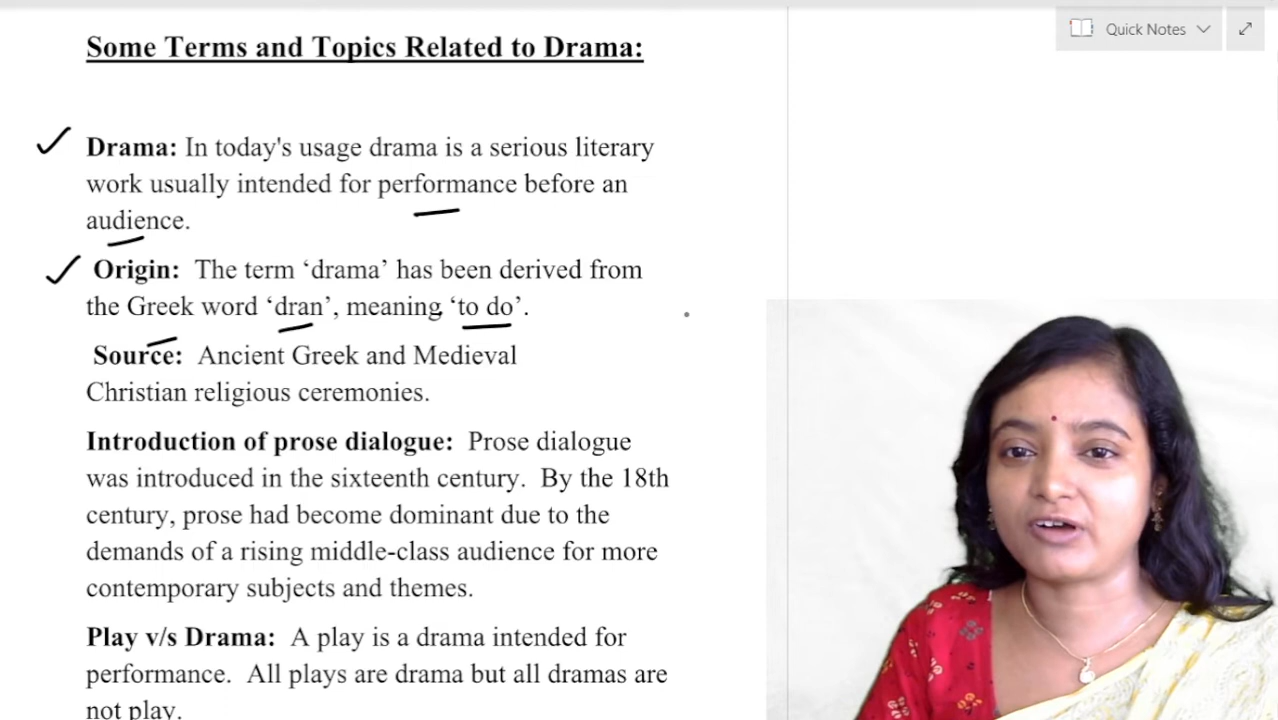 Some Terms and Topics Related to Drama:
Quick Notes
Drama: In today's usage drama is a serious literary
work usually intended for performance before an
audience.
Origin: The term ‘drama’ has been derived from
the Greek word ‘dran’, meaning ‘to do’.
Source: Ancient Greek and Medieval
Christian religious ceremonies.
Introduction of prose dialogue: Prose dialogue
was introduced in the sixteenth century. By the 18th
century, prose had become dominant due to the
demands of a rising middle-class audience for more
contemporary subjects and themes.
Play v/s Drama: A play is a drama intended for
performance. All plays are drama but all dramas are
not play.